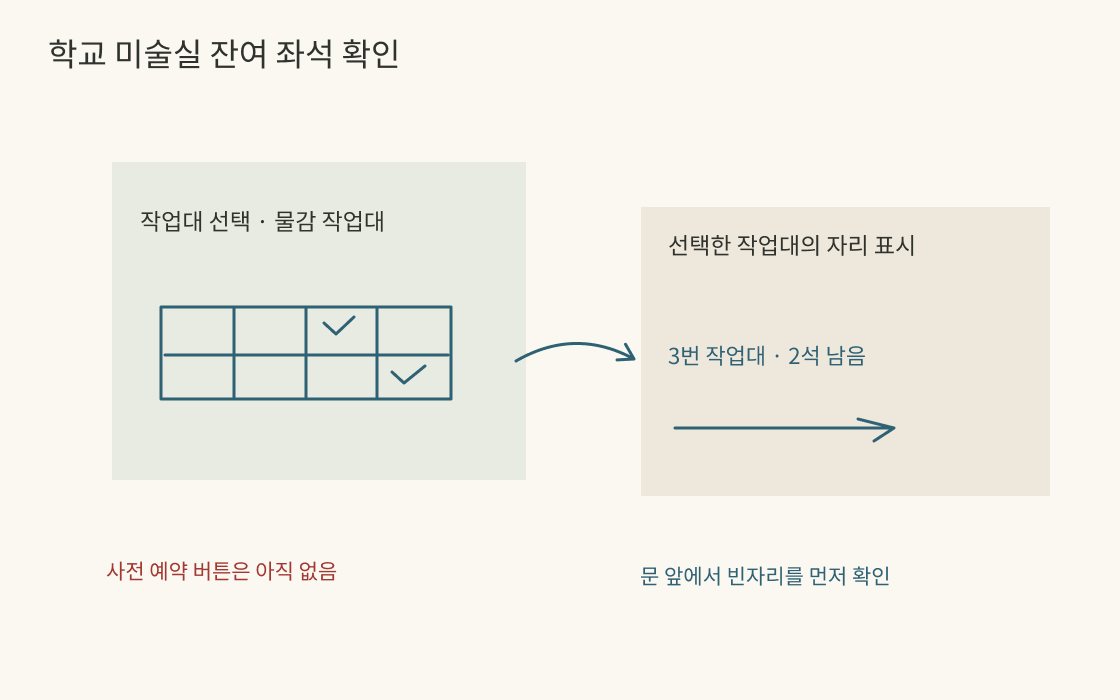 학교 미술실 잔여 좌석 확인
작업대 선택 · 물감 작업대
선택한 작업대의 자리 표시
3번 작업대 · 2석 남음
사전 예약 버튼은 아직 없음
문 앞에서 빈자리를 먼저 확인